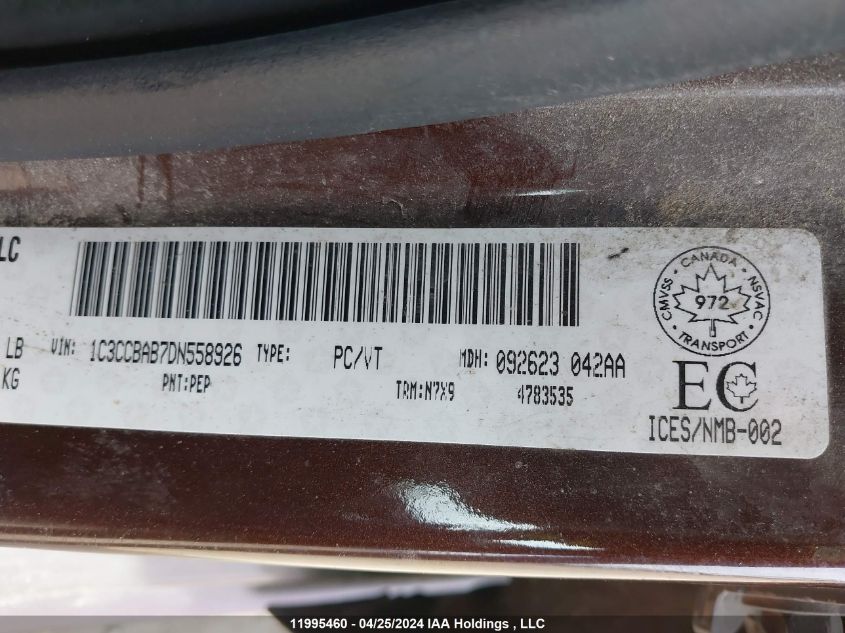 LC
CMVSS · CANADA · NSVAC
972
· TRANSPORT ·
LB VIN: 1C3CCBAB7DN558926 TYPE: PC/VT MDH: 092623 042AA
KG PNT:PEP TRM:N7X9 4783535
EC
ICES/NMB-002
11995460 - 04/25/2024 IAA Holdings , LLC